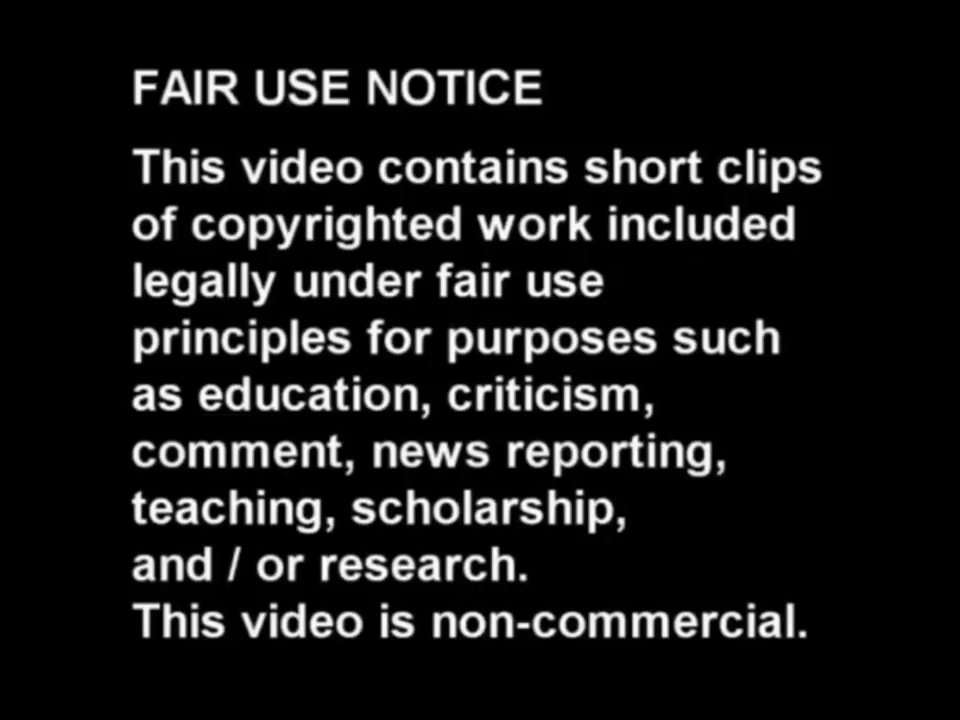 FAIR USE NOTICE
This video contains short clips
of copyrighted work included
legally under fair use
principles for purposes such
as education, criticism,
comment, news reporting,
teaching, scholarship,
and / or research.
This video is non-commercial.